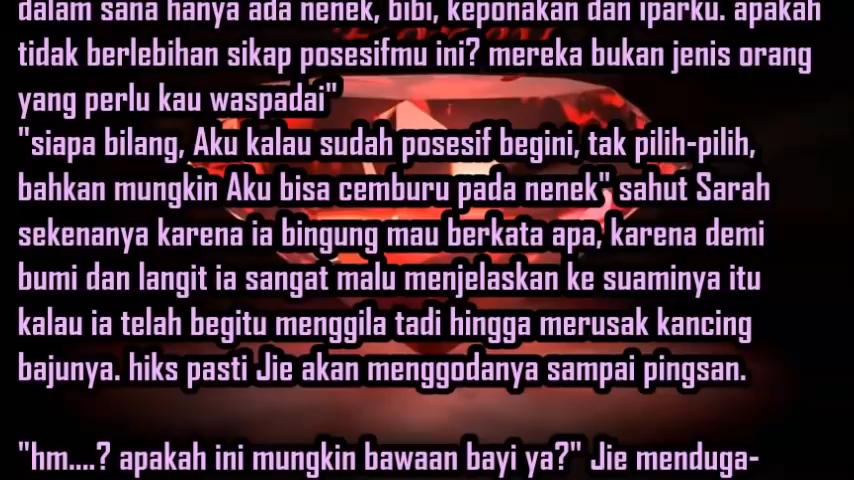 dalam sana hanya ada nenek, bibi, keponakan dan iparku. apakah
tidak berlebihan sikap posesifmu ini? mereka bukan jenis orang
yang perlu kau waspadai"
"siapa bilang, Aku kalau sudah posesif begini, tak pilih-pilih,
bahkan mungkin Aku bisa cemburu pada nenek" sahut Sarah
sekenanya karena ia bingung mau berkata apa, karena demi
bumi dan langit ia sangat malu menjelaskan ke suaminya itu
kalau ia telah begitu menggila tadi hingga merusak kancing
bajunya. hiks pasti Jie akan menggodanya sampai pingsan.
"hm....? apakah ini mungkin bawaan bayi ya?" Jie menduga-